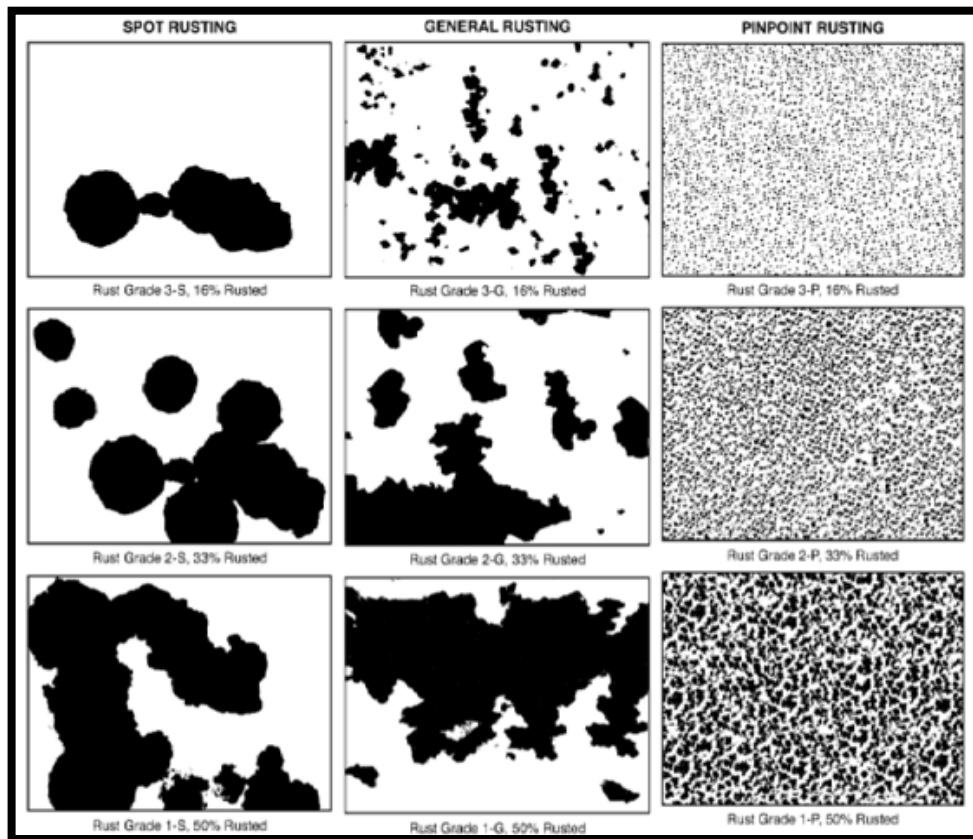 SPOT RUSTING GENERAL RUSTING PINPOINT RUSTING
Rust Grade 3-S, 16% Rusted Rust Grade 3-G, 16% Rusted Rust Grade 3-P, 16% Rusted
Rust Grade 2-S, 33% Rusted Rust Grade 2-G, 33% Rusted Rust Grade 2-P, 33% Rusted
Rust Grade 1-S, 50% Rusted Rust Grade 1-G, 50% Rusted Rust Grade 1-P, 50% Rusted